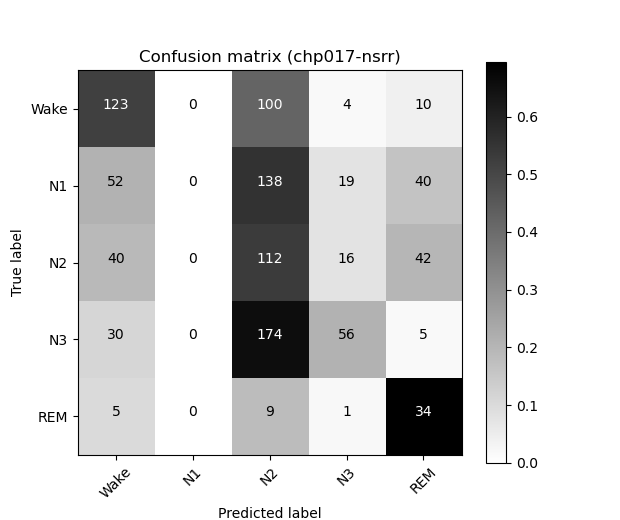 Confusion matrix (chp017-nsrr)
True label
Wake 123 0 100 4 10
N1 52 0 138 19 40
N2 40 0 112 16 42
N3 30 0 174 56 5
REM 5 0 9 1 34
Wake N1 N2 N3 REM
Predicted label
0.6
0.5
0.4
0.3
0.2
0.1
0.0